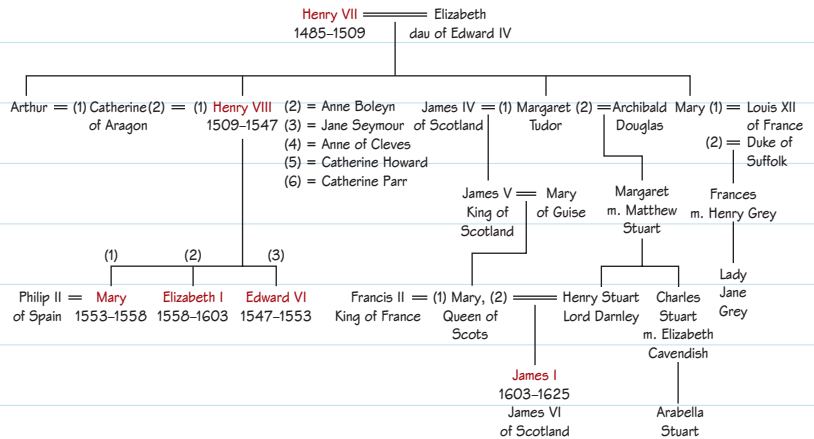 Henry VII = Elizabeth
1485–1509 dau of Edward IV
Arthur = (1) Catherine (2) = (1) Henry VIII
of Aragon 1509–1547
(2) = Anne Boleyn
(3) = Jane Seymour
(4) = Anne of Cleves
(5) = Catherine Howard
(6) = Catherine Parr
James IV = (1) Margaret (2) = Archibald
of Scotland Tudor Douglas
Mary (1) = Louis XII
of France
(2) = Duke of
Suffolk
James V = Mary
King of of Guise
Scotland
Margaret
m. Matthew
Stuart
Frances
m. Henry Grey
(1) (2) (3)
Philip II = Mary
of Spain 1553–1558
Elizabeth I
1558–1603
Edward VI
1547–1553
Francis II = (1) Mary, (2) = Henry Stuart
King of France Queen of Lord Darnley
Scots
Charles
Stuart
m. Elizabeth
Cavendish
Lady
Jane
Grey
James I
1603–1625
James VI
of Scotland
Arabella
Stuart